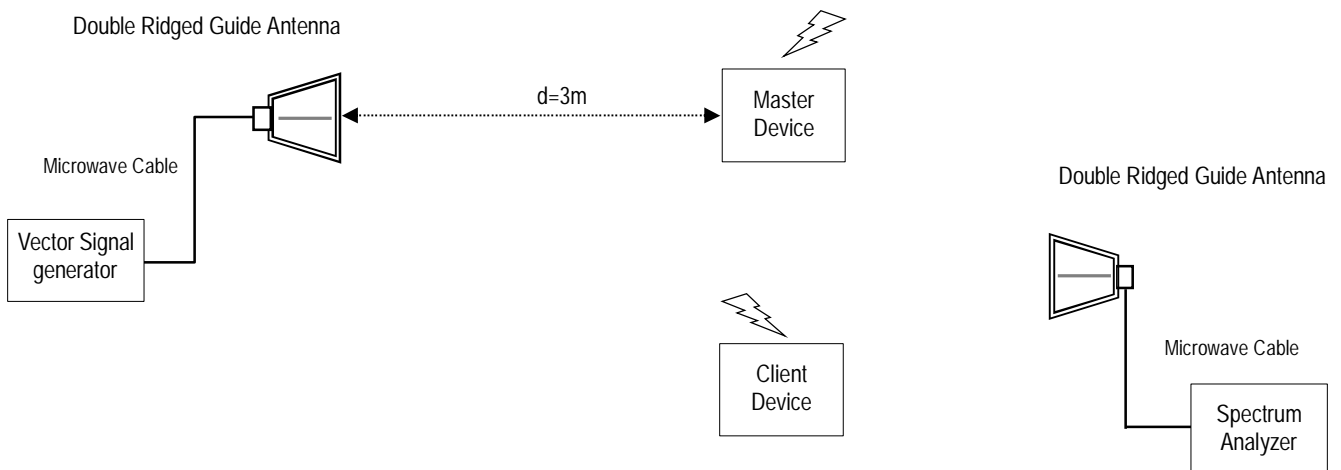 Double Ridged Guide Antenna
d=3m
Master
Device
Microwave Cable
Double Ridged Guide Antenna
Vector Signal
generator
Client
Device
Microwave Cable
Spectrum
Analyzer